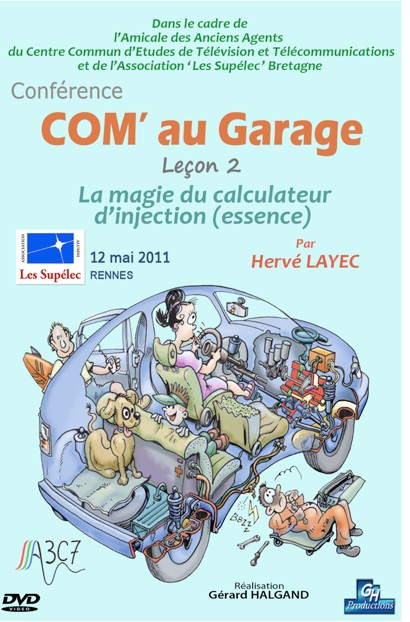 Dans le cadre de
l'Amicale des Anciens Agents
du Centre Commun d'Etudes de Télévision et Télécommunications
et de l'Association ‘Les Supélec’ Bretagne
Conférence
COM’ au Garage
Leçon 2
La magie du calculateur
d’injection (essence)
Par
Hervé LAYEC
ASSOCIATION
ALUMNI
Les Supélec
12 mai 2011
RENNES
BZZZ
A3C7
DVD
VIDEO
Réalisation
Gérard HALGAND
GH
Productions